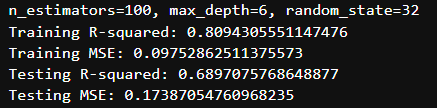 n_estimators=100, max_depth=6, random_state=32
Training R-squared: 0.8094305551147476
Training MSE: 0.09752862511375573
Testing R-squared: 0.6897075768648877
Testing MSE: 0.17387054760968235